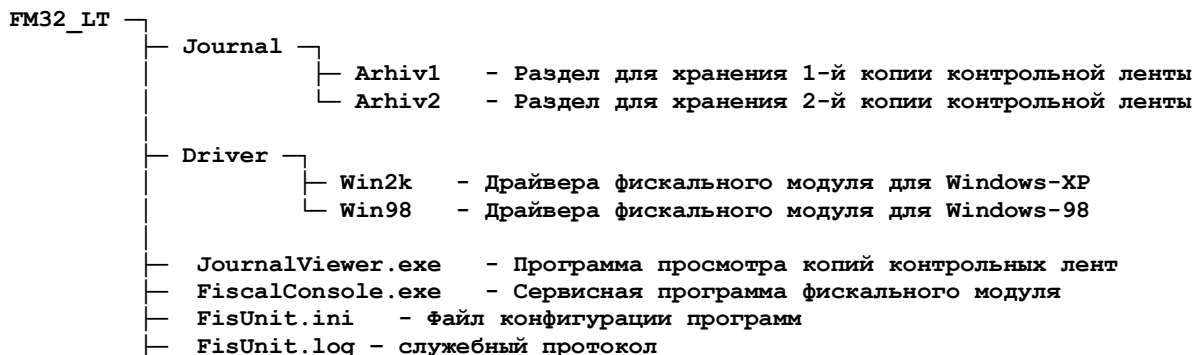 FM32_LT
Journal
Arhiv1 - Раздел для хранения 1-й копии контрольной ленты
Arhiv2 - Раздел для хранения 2-й копии контрольной ленты
Driver
Win2k - Драйвера фискального модуля для Windows-XP
Win98 - Драйвера фискального модуля для Windows-98
JournalViewer.exe - Программа просмотра копий контрольных лент
FiscalConsole.exe - Сервисная программа фискального модуля
FisUnit.ini - Файл конфигурации программ
FisUnit.log – служебный протокол